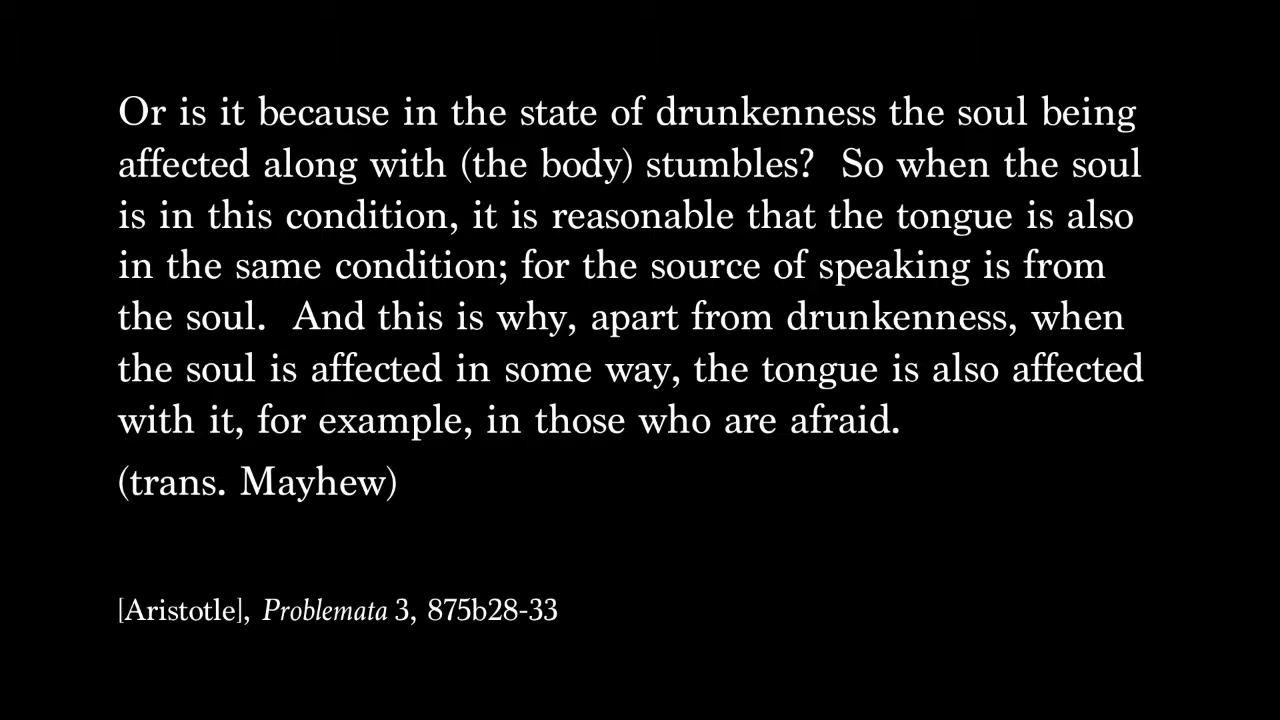 Or is it because in the state of drunkenness the soul being
affected along with (the body) stumbles?  So when the soul
is in this condition, it is reasonable that the tongue is also
in the same condition; for the source of speaking is from
the soul.  And this is why, apart from drunkenness, when
the soul is affected in some way, the tongue is also affected
with it, for example, in those who are afraid.
(trans. Mayhew)
[Aristotle], Problemata 3, 875b28-33